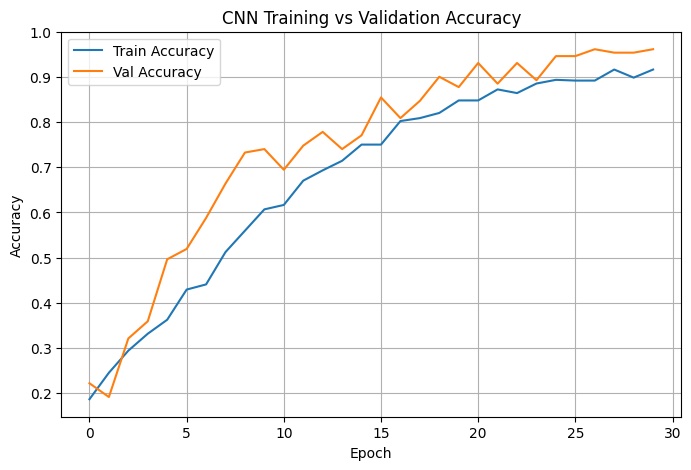 CNN Training vs Validation Accuracy
Train Accuracy
Val Accuracy
1.0
0.9
0.8
0.7
0.6
0.5
0.4
0.3
0.2
Accuracy
0 5 10 15 20 25 30
Epoch